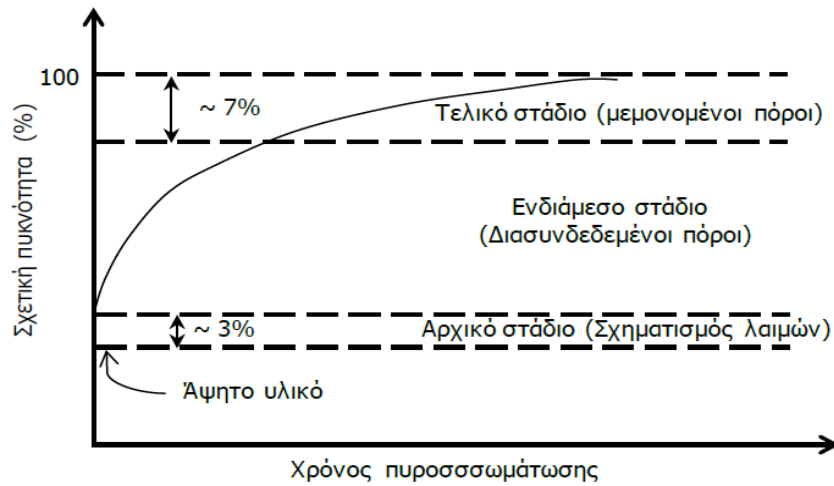 100
~ 7%
Τελικό στάδιο (μεμονομένοι πόροι)
Σχετική πυκνότητα (%)
Ενδιάμεσο στάδιο
(Διασυνδεδεμένοι πόροι)
~ 3%
Αρχικό στάδιο (Σχηματισμός λαιμών)
Άψητο υλικό
Χρόνος πυροσσσωμάτωσης